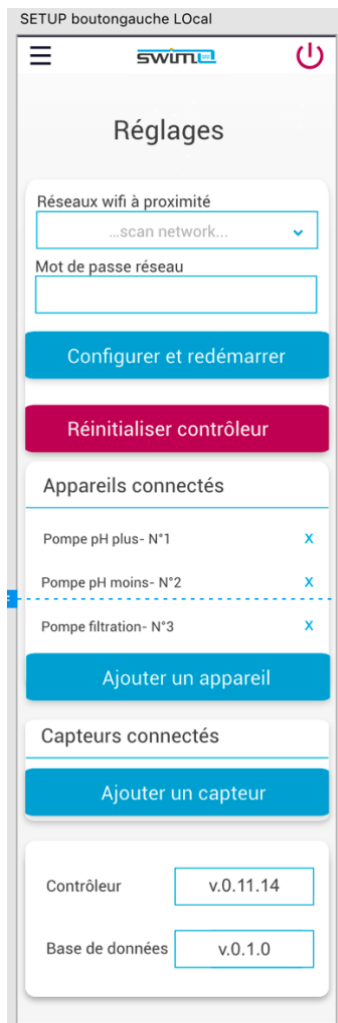 SETUP boutongauche LOcal
swim
Réglages
Réseaux wifi à proximité
...scan network...
Mot de passe réseau
Configurer et redémarrer
Réinitialiser contrôleur
Appareils connectés
Pompe pH plus- N°1 x
Pompe pH moins- N°2 x
Pompe filtration- N°3 x
Ajouter un appareil
Capteurs connectés
Ajouter un capteur
Contrôleur v.0.11.14
Base de données v.0.1.0